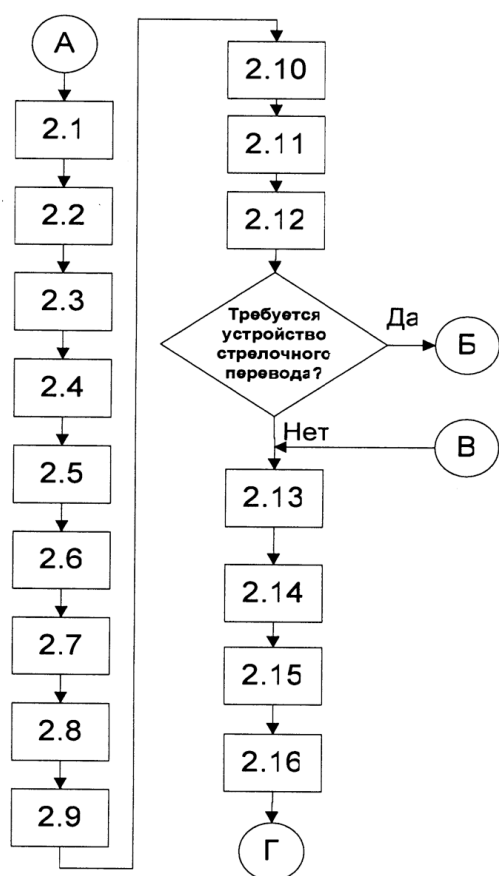 А
2.1
2.2
2.3
2.4
2.5
2.6
2.7
2.8
2.9
2.10
2.11
2.12
Требуется
устройство
стрелочного
перевода?
Да
Б
Нет
В
2.13
2.14
2.15
2.16
Г